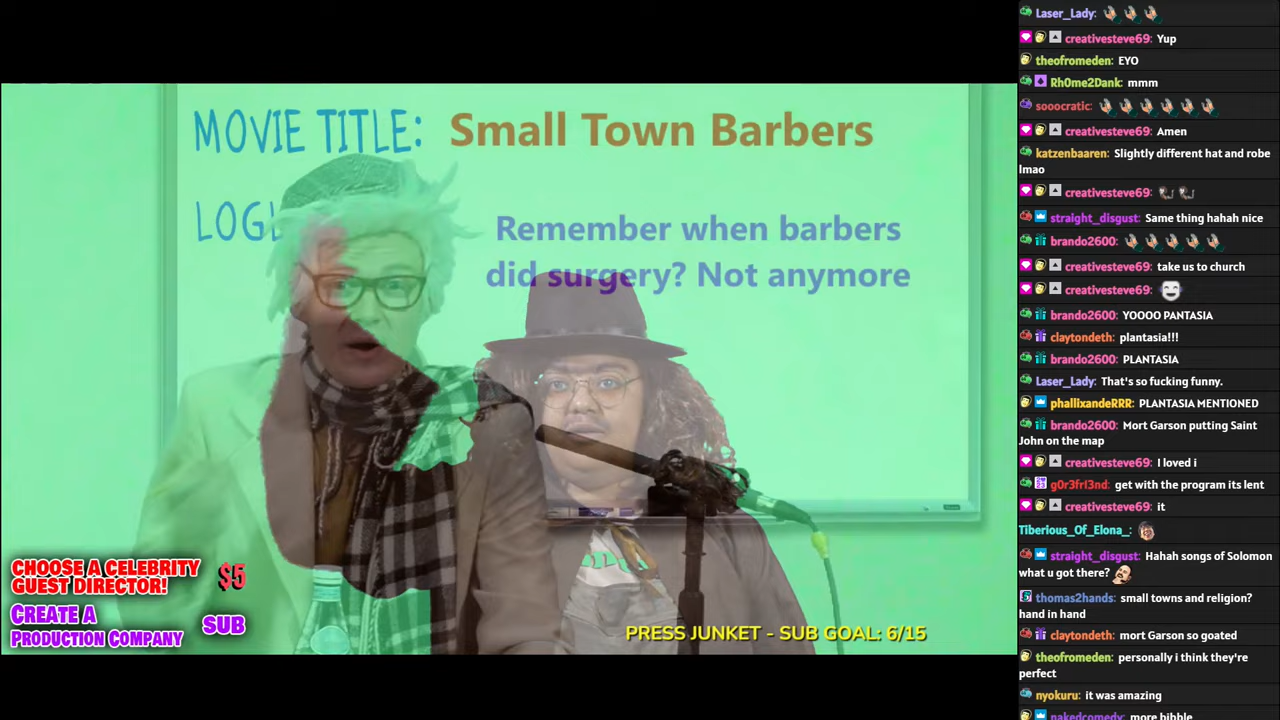 MOVIE TITLE: Small Town Barbers
Remember when barbers
did surgery? Not anymore
CHOOSE A CELEBRITY
GUEST DIRECTOR! $5
CREATE A
PRODUCTION COMPANY SUB
PRESS JUNKET - SUB GOAL: 6/15
Laser_Lady:
creativesteve69: Yup
theofromeden: EYO
Rh0me2Dank: mmm
sooocratic:
creativesteve69: Amen
katzenbaaren: Slightly different hat and robe
lmao
creativesteve69:
straight_disgust: Same thing hahah nice
brando2600:
creativesteve69: take us to church
creativesteve69:
brando2600: YOOOO PANTASIA
claytondeth: plantasia!!!
brando2600: PLANTASIA
Laser_Lady: That's so fucking funny.
phallixandeRRR: PLANTASIA MENTIONED
brando2600: Mort Garson putting Saint
John on the map
creativesteve69: I loved i
g0r3frI3nd: get with the program its lent
creativesteve69: it
Tiberious_Of_Elona_:
straight_disgust: Hahah songs of Solomon
what u got there?
thomas2hands: small towns and religion?
hand in hand
claytondeth: mort Garson so goated
theofromeden: personally i think they're
perfect
nyokuru: it was amazing
nakedcomedy: more bibble